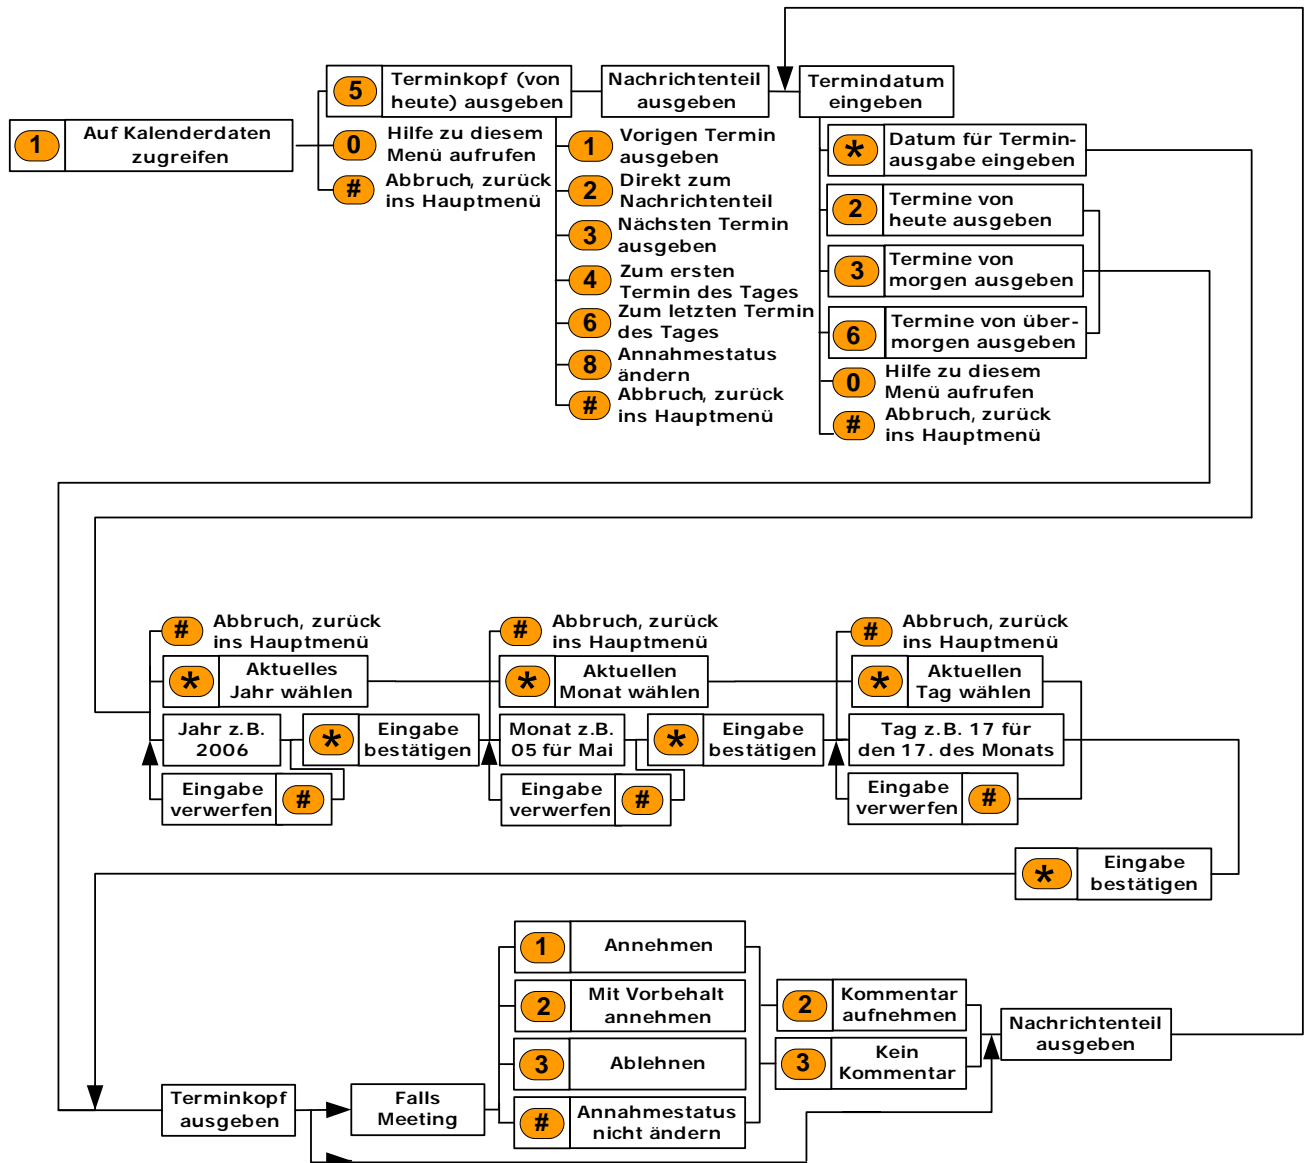 1 Auf Kalenderdaten
zugreifen
5 Terminkopf (von
heute) ausgeben
0 Hilfe zu diesem
Menü aufrufen
# Abbruch, zurück
ins Hauptmenü
Nachrichtenteil
ausgeben
1 Vorigen Termin
ausgeben
2 Direkt zum
Nachrichtenteil
3 Nächsten Termin
ausgeben
4 Zum ersten
Termin des Tages
6 Zum letzten Termin
des Tages
8 Annahmestatus
ändern
# Abbruch, zurück
ins Hauptmenü
Termindatum
eingeben
* Datum für Termin-
ausgabe eingeben
2 Termine von
heute ausgeben
3 Termine von
morgen ausgeben
6 Termine von über-
morgen ausgeben
0 Hilfe zu diesem
Menü aufrufen
# Abbruch, zurück
ins Hauptmenü
# Abbruch, zurück
ins Hauptmenü
* Aktuelles
Jahr wählen
Jahr z.B.
2006
* Eingabe
bestätigen
Eingabe
verwerfen #
# Abbruch, zurück
ins Hauptmenü
* Aktuellen
Monat wählen
Monat z.B.
05 für Mai
* Eingabe
bestätigen
Eingabe
verwerfen #
# Abbruch, zurück
ins Hauptmenü
* Aktuellen
Tag wählen
Tag z.B. 17 für
den 17. des Monats
Eingabe
verwerfen #
* Eingabe
bestätigen
Terminkopf
ausgeben
Falls
Meeting
1 Annehmen
2 Mit Vorbehalt
annehmen
3 Ablehnen
# Annahmestatus
nicht ändern
2 Kommentar
aufnehmen
3 Kein
Kommentar
Nachrichtenteil
ausgeben